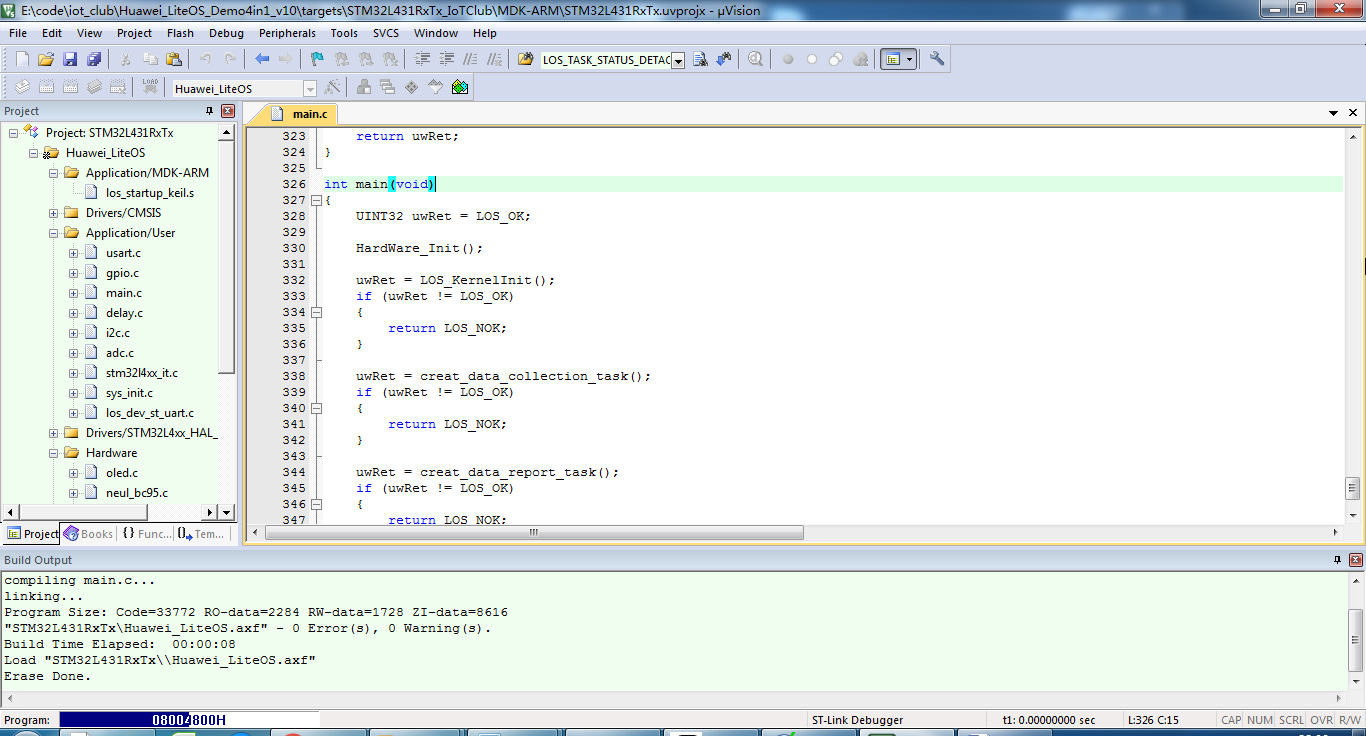 E:\code\iot_club\Huawei_LiteOS_Demo4in1_v10\targets\STM32L431RxTx_IoTClub\MDK-ARM\STM32L431RxTx.uvprojx - µVision
File Edit View Project Flash Debug Peripherals Tools SVCS Window Help
LOS_TASK_STATUS_DETAC
LOAD
Huawei_LiteOS
Project
Project: STM32L431RxTx
Huawei_LiteOS
Application/MDK-ARM
los_startup_keil.s
Drivers/CMSIS
Application/User
usart.c
gpio.c
main.c
delay.c
i2c.c
adc.c
stm32l4xx_it.c
sys_init.c
los_dev_st_uart.c
Drivers/STM32L4xx_HAL_
Hardware
oled.c
neul_bc95.c
Project Books {} Func... Tem...
main.c
323 return uwRet;
324 }
325
326 int main(void)
327 {
328 UINT32 uwRet = LOS_OK;
329
330 HardWare_Init();
331
332 uwRet = LOS_KernelInit();
333 if (uwRet != LOS_OK)
334 {
335 return LOS_NOK;
336 }
337
338 uwRet = creat_data_collection_task();
339 if (uwRet != LOS_OK)
340 {
341 return LOS_NOK;
342 }
343
344 uwRet = creat_data_report_task();
345 if (uwRet != LOS_OK)
346 {
347 return LOS_NOK;
Build Output
compiling main.c...
linking...
Program Size: Code=33772 RO-data=2284 RW-data=1728 ZI-data=8616
"STM32L431RxTx\Huawei_LiteOS.axf" - 0 Error(s), 0 Warning(s).
Build Time Elapsed: 00:00:08
Load "STM32L431RxTx\\Huawei_LiteOS.axf"
Erase Done.
Program: 08004800H ST-Link Debugger t1: 0.00000000 sec L:326 C:15 CAP NUM SCRL OVR R/W